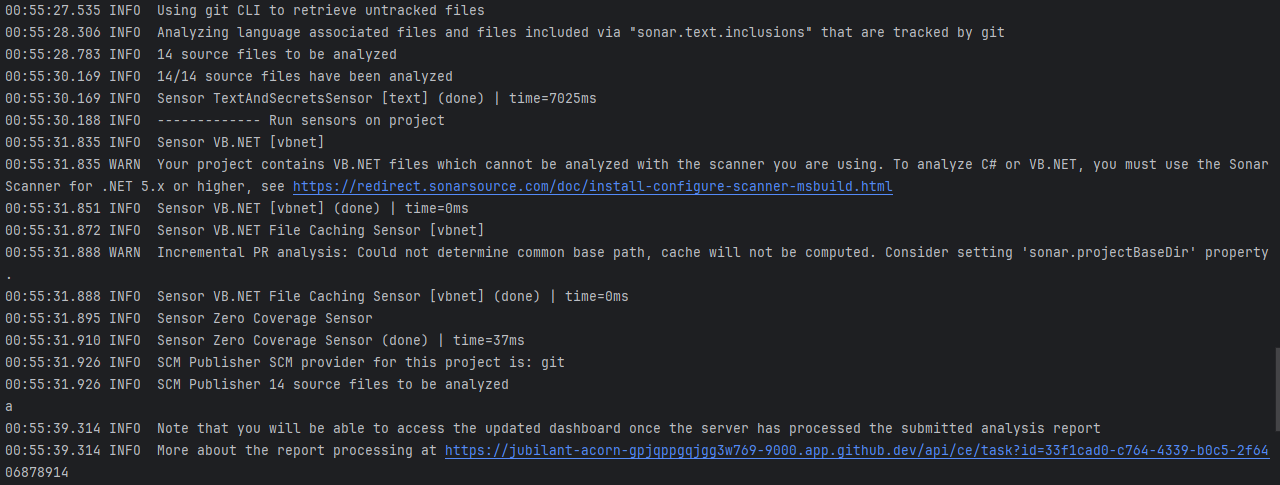 00:55:27.535 INFO  Using git CLI to retrieve untracked files
00:55:28.306 INFO  Analyzing language associated files and files included via "sonar.text.inclusions" that are tracked by git
00:55:28.783 INFO  14 source files to be analyzed
00:55:30.169 INFO  14/14 source files have been analyzed
00:55:30.169 INFO  Sensor TextAndSecretsSensor [text] (done) | time=7025ms
00:55:30.188 INFO  ------------- Run sensors on project
00:55:31.835 INFO  Sensor VB.NET [vbnet]
00:55:31.835 WARN  Your project contains VB.NET files which cannot be analyzed with the scanner you are using. To analyze C# or VB.NET, you must use the Sonar
Scanner for .NET 5.x or higher, see https://redirect.sonarsource.com/doc/install-configure-scanner-msbuild.html
00:55:31.851 INFO  Sensor VB.NET [vbnet] (done) | time=0ms
00:55:31.872 INFO  Sensor VB.NET File Caching Sensor [vbnet]
00:55:31.888 WARN  Incremental PR analysis: Could not determine common base path, cache will not be computed. Consider setting 'sonar.projectBaseDir' property
.
00:55:31.888 INFO  Sensor VB.NET File Caching Sensor [vbnet] (done) | time=0ms
00:55:31.895 INFO  Sensor Zero Coverage Sensor
00:55:31.910 INFO  Sensor Zero Coverage Sensor (done) | time=37ms
00:55:31.926 INFO  SCM Publisher SCM provider for this project is: git
00:55:31.926 INFO  SCM Publisher 14 source files to be analyzed
a
00:55:39.314 INFO  Note that you will be able to access the updated dashboard once the server has processed the submitted analysis report
00:55:39.314 INFO  More about the report processing at https://jubilant-acorn-gpjqppgqjgg3w769-9000.app.github.dev/api/ce/task?id=33f1cad0-c764-4339-b0c5-2f64
06878914